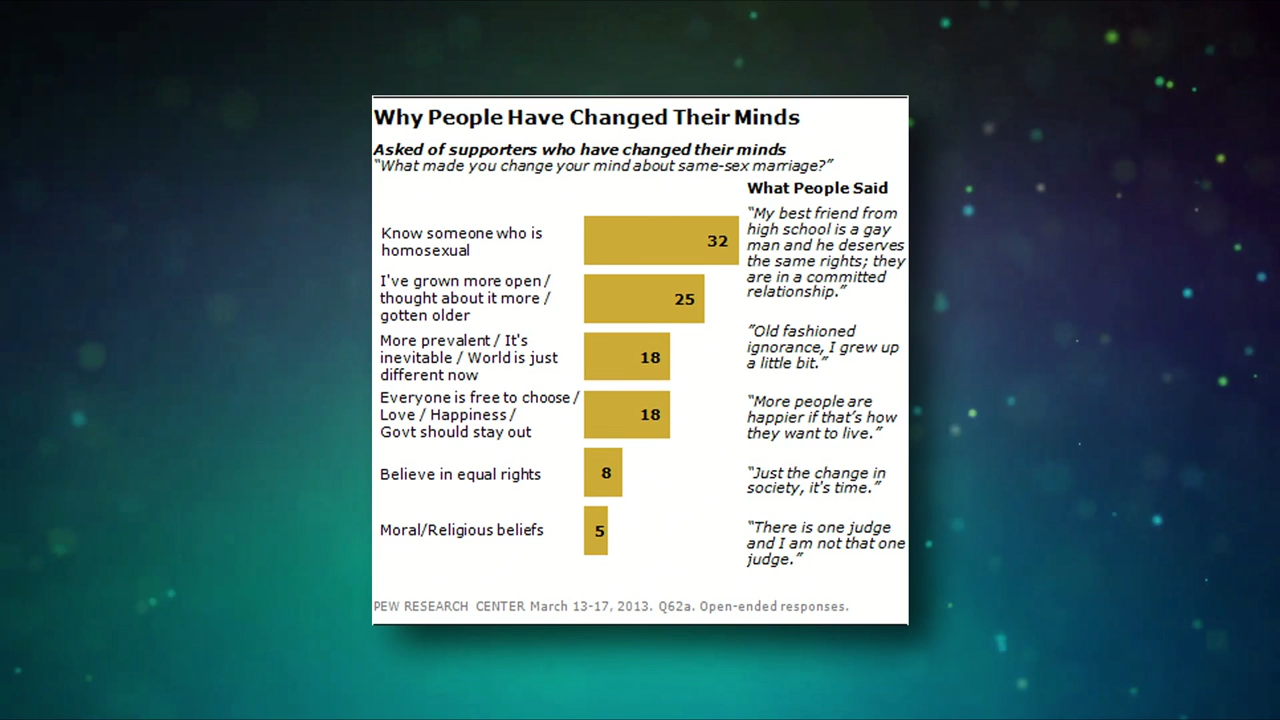 Why People Have Changed Their Minds
Asked of supporters who have changed their minds
“What made you change your mind about same-sex marriage?”
Know someone who is
homosexual
32
I've grown more open /
thought about it more /
gotten older
25
More prevalent / It's
inevitable / World is just
different now
18
Everyone is free to choose /
Love / Happiness /
Govt should stay out
18
Believe in equal rights
8
Moral/Religious beliefs
5
What People Said
“My best friend from
high school is a gay
man and he deserves
the same rights; they
are in a committed
relationship.”
”Old fashioned
ignorance, I grew up
a little bit.”
“More people are
happier if that’s how
they want to live.”
“Just the change in
society, it's time.”
“There is one judge
and I am not that one
judge.”
PEW RESEARCH CENTER March 13-17, 2013. Q62a. Open-ended responses.